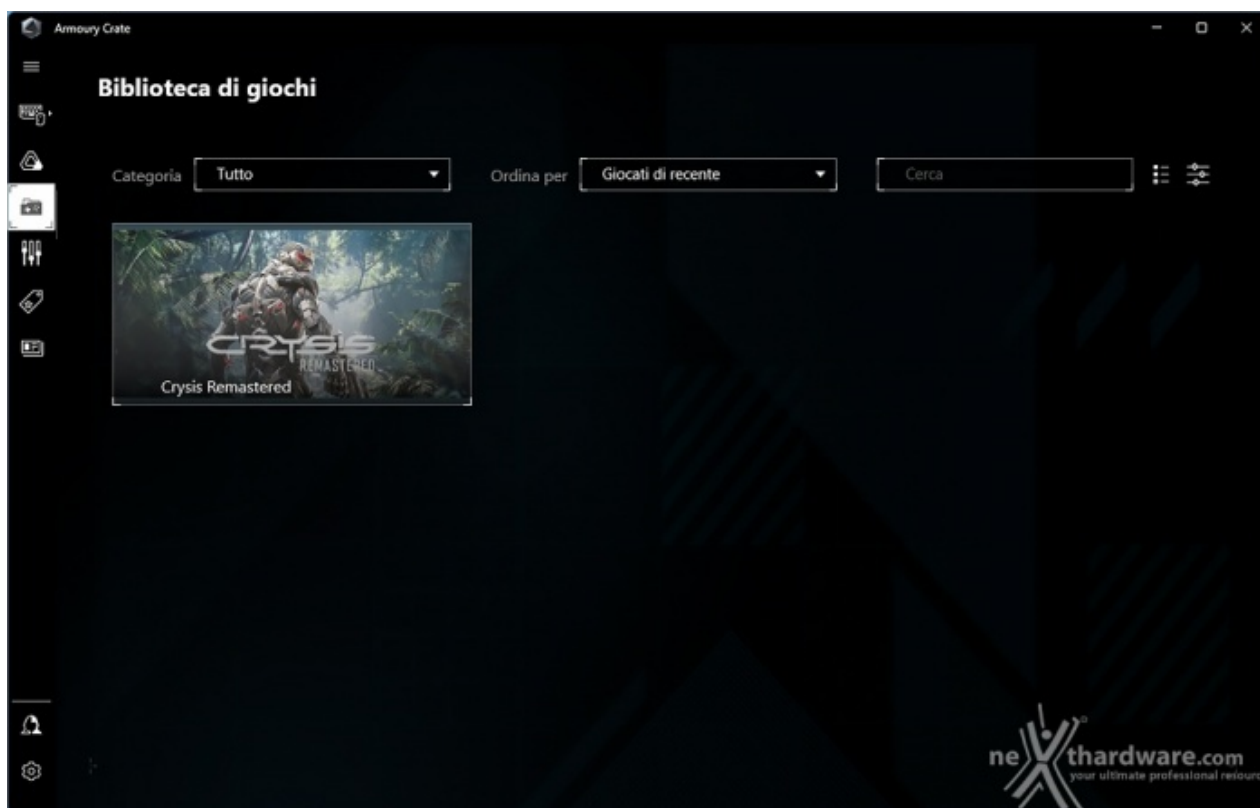 Armoury Crate
Biblioteca di giochi
Categoria
Tutto
Ordina per
Giocati di recente
Cerca
CRYSIS
REMASTERED
Crysis Remastered
neXthardware.com
your ultimate professional resourc